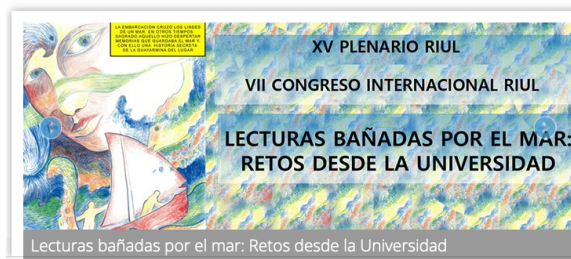 LA EMBARCACIÓN CRUZÓ LOS LINDES
DE UN MAR. EN OTROS TIEMPOS
SAGRADO.AQUELLO HIZO DESPERTAR
MEMORIAS QUE GUARDABA EL MAR Y
CON ELLO UNA HISTORIA SECRETA
DE LA GUAYARMINA DEL LUGAR
XV PLENARIO RIUL
VII CONGRESO INTERNACIONAL RIUL
LECTURAS BAÑADAS POR EL MAR:
RETOS DESDE LA UNIVERSIDAD
Lecturas bañadas por el mar: Retos desde la Universidad